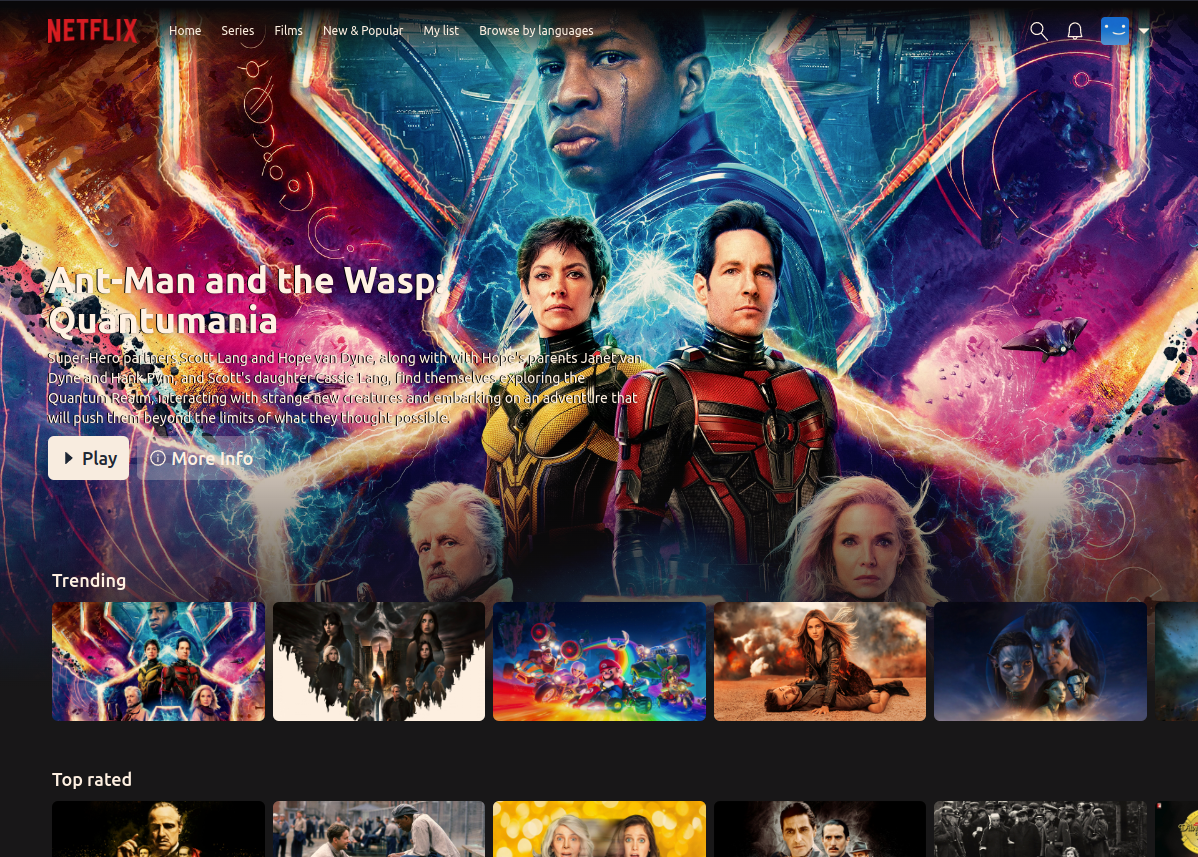 NETFLIX
Home Series Films New & Popular My list Browse by languages
Ant-Man and the Wasp:
Quantumania
Super-Hero partners Scott Lang and Hope van Dyne, along with with Hope's parents Janet van
Dyne and Hank Pym, and Scott's daughter Cassie Lang, find themselves exploring the
Quantum Realm, interacting with strange new creatures and embarking on an adventure that
will push them beyond the limits of what they thought possible.
Play More Info
Trending
Top rated